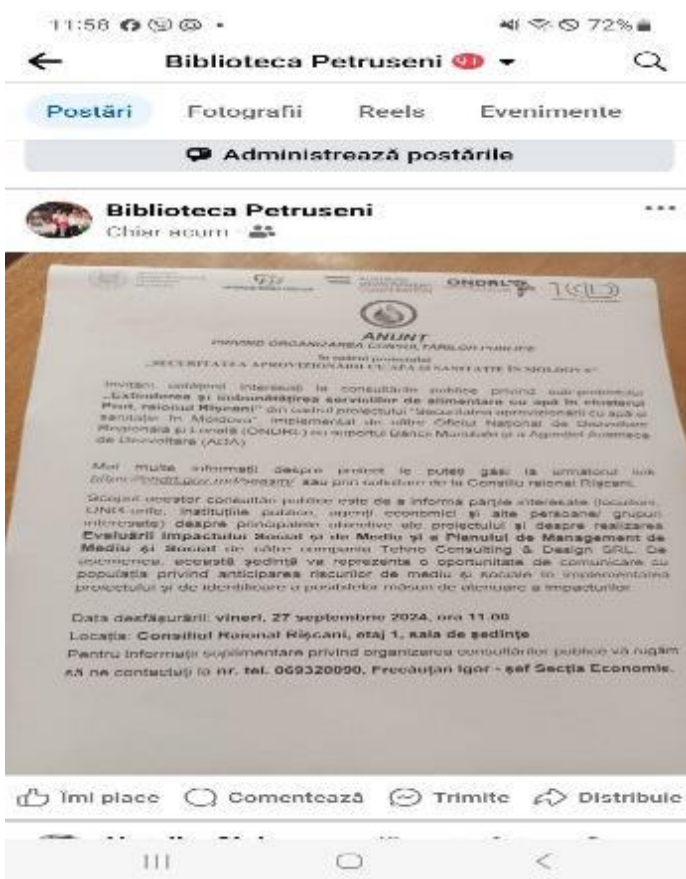 11:58
72%
Biblioteca Petruseni
Postări Fotografii Reels Evenimente
Administrează postările
Biblioteca Petruseni
Chiar acum
ONDRL
ANUNȚ
PRIVIND ORGANIZAREA CONSULTĂRILOR PUBLICE
în cadrul proiectului
„SECURITATEA APROVIZIONĂRII CU APĂ ȘI SANITAȚIE ÎN MOLDOVA”
Invităm cetățenii interesați la consultările publice privind sub-proiectului
„Extinderea și îmbunătățirea serviciilor de alimentare cu apă în clusterul
Prut, raionul Rîșcani” din cadrul proiectului "Securitatea aprovizionării cu apă și
sanitație în Moldova", implementat de către Oficiul Național de Dezvoltare
Regională și Locală (ONDRL) cu suportul Băncii Mondiale și a Agenției Austriece
de Dezvoltare (ADA)
Mai multe informații despre proiect le puteți găsi la următorul link
sau prin solicitare de la Consiliu raional Rîșcani.
Scopul acestor consultări publice este de a informa părțile interesate (locuitori,
ONG-urile, instituțiile publice, agenți economici și alte persoane/ grupuri
interesate) despre principalele obiective ale proiectului și despre realizarea
Evaluării Impactului Social și de Mediu și a Planului de Management de
Mediu și Social de către compania Tehno Consulting & Design SRL. De
asemenea, această ședință va reprezenta o oportunitate de comunicare cu
populația privind anticiparea riscurilor de mediu și sociale în implementarea
proiectului și de identificare a posibilelor măsuri de atenuare a impacturilor.
Data desfășurării: vineri, 27 septembrie 2024, ora 11.00
Locația: Consiliul Raional Rîșcani, etaj 1, sala de ședințe
Pentru informații suplimentare privind organizarea consultărilor publice vă rugăm
să ne contactați la nr. tel. 069320090, Frecăuțan Igor - șef Secția Economie.
Îmi place Comentează Trimite Distribuie